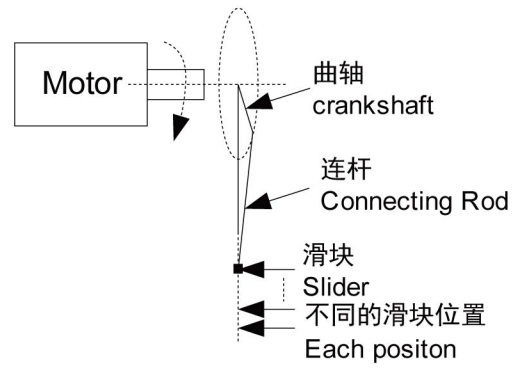 Motor
曲轴
crankshaft
连杆
Connecting Rod
滑块
Slider
不同的滑块位置
Each positon